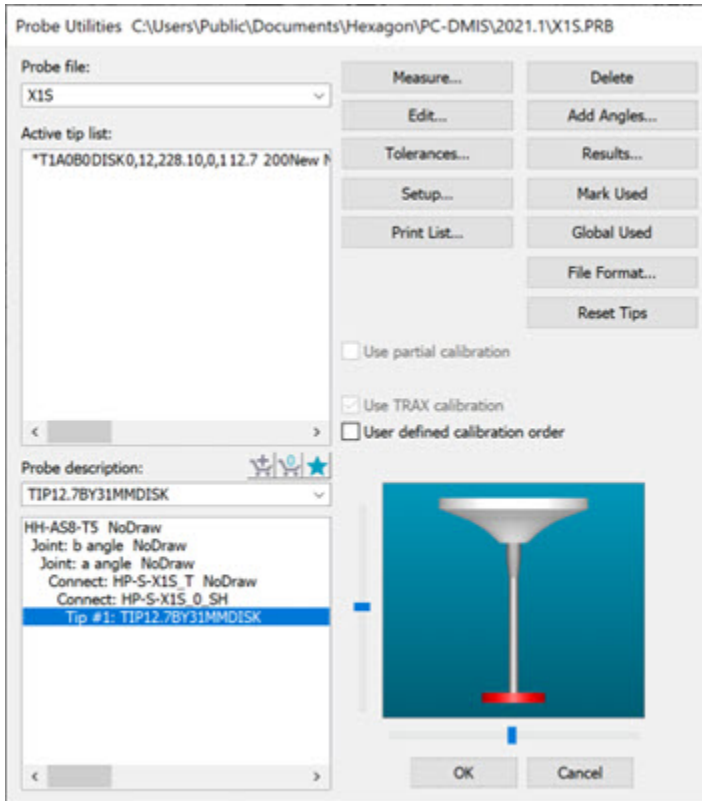 Probe Utilities C:\Users\Public\Documents\Hexagon\PC-DMIS\2021.1\X1S.PRB
Probe file:
X1S
Active tip list:
*T1A0B0DISK0,12,228.10,0,1 12.7 200New
Measure...
Delete
Edit...
Add Angles...
Tolerances...
Results...
Setup...
Mark Used
Print List...
Global Used
File Format...
Reset Tips
Use partial calibration
Use TRAX calibration
User defined calibration order
Probe description:
TIP12.7BY31MMDISK
HH-AS8-T5 NoDraw
Joint: b angle NoDraw
Joint: a angle NoDraw
Connect: HP-S-X1S_T NoDraw
Connect: HP-S-X1S_0_SH
Tip #1: TIP12.7BY31MMDISK
OK
Cancel